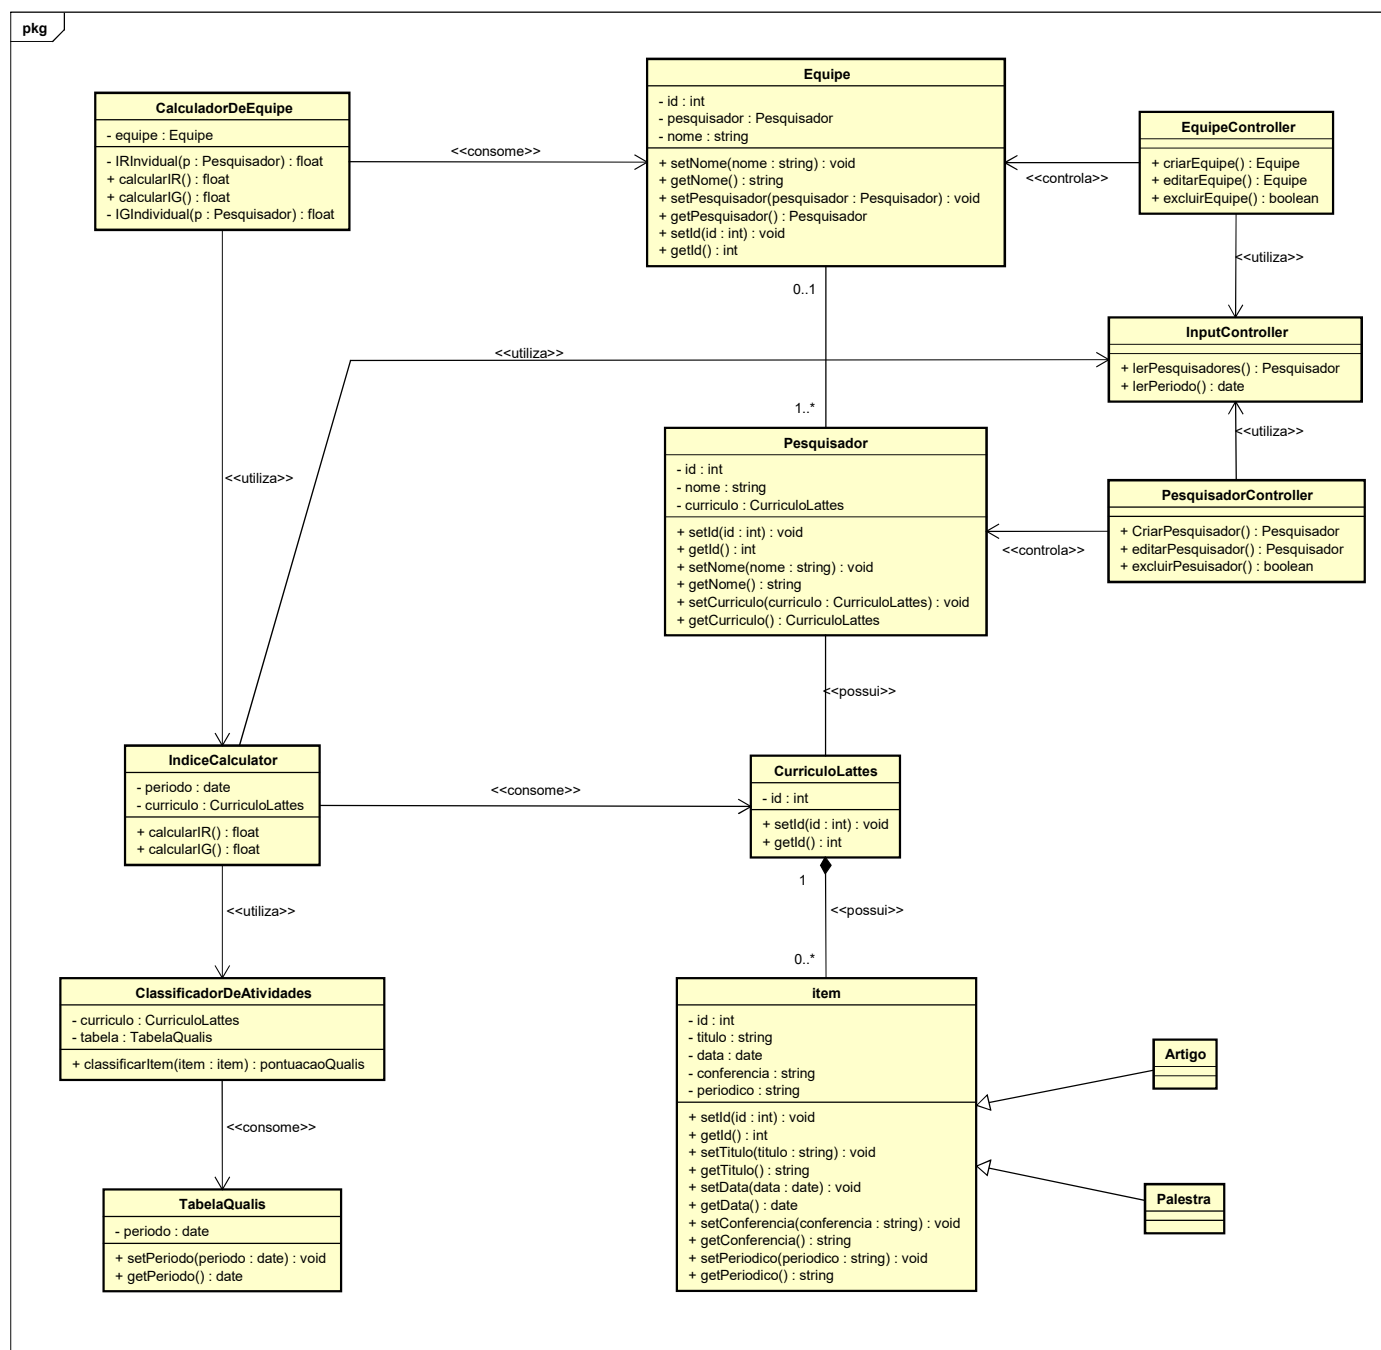 pkg
CalculadorDeEquipe
- equipe : Equipe
- IRInvidual(p : Pesquisador) : float
+ calcularIR() : float
+ calcularIG() : float
- IGIndividual(p : Pesquisador) : float
<<consome>>
Equipe
- id : int
- pesquisador : Pesquisador
- nome : string
+ setNome(nome : string) : void
+ getNome() : string
+ setPesquisador(pesquisador : Pesquisador) : void
+ getPesquisador() : Pesquisador
+ setId(id : int) : void
+ getId() : int
<<controla>>
EquipeController
+ criarEquipe() : Equipe
+ editarEquipe() : Equipe
+ excluirEquipe() : boolean
<<utiliza>>
0..1
InputController
+ lerPesquisadores() : Pesquisador
+ lerPeriodo() : date
<<utiliza>>
1..*
<<utiliza>>
<<utiliza>>
Pesquisador
- id : int
- nome : string
- curriculo : CurriculoLattes
+ setId(id : int) : void
+ getId() : int
+ setNome(nome : string) : void
+ getNome() : string
+ setCurriculo(curriculo : CurriculoLattes) : void
+ getCurriculo() : CurriculoLattes
<<controla>>
PesquisadorController
+ CriarPesquisador() : Pesquisador
+ editarPesquisador() : Pesquisador
+ excluirPesuisador() : boolean
<<possui>>
IndiceCalculator
- periodo : date
- curriculo : CurriculoLattes
+ calcularIR() : float
+ calcularIG() : float
<<consome>>
CurriculoLattes
- id : int
+ setId(id : int) : void
+ getId() : int
1
<<utiliza>>
<<possui>>
0..*
ClassificadorDeAtividades
- curriculo : CurriculoLattes
- tabela : TabelaQualis
+ classificarItem(item : item) : pontuacaoQualis
<<consome>>
TabelaQualis
- periodo : date
+ setPeriodo(periodo : date) : void
+ getPeriodo() : date
item
- id : int
- titulo : string
- data : date
- conferencia : string
- periodico : string
+ setId(id : int) : void
+ getId() : int
+ setTitulo(titulo : string) : void
+ getTitulo() : string
+ setData(data : date) : void
+ getData() : date
+ setConferencia(conferencia : string) : void
+ getConferencia() : string
+ setPeriodico(periodico : string) : void
+ getPeriodico() : string
Artigo
Palestra